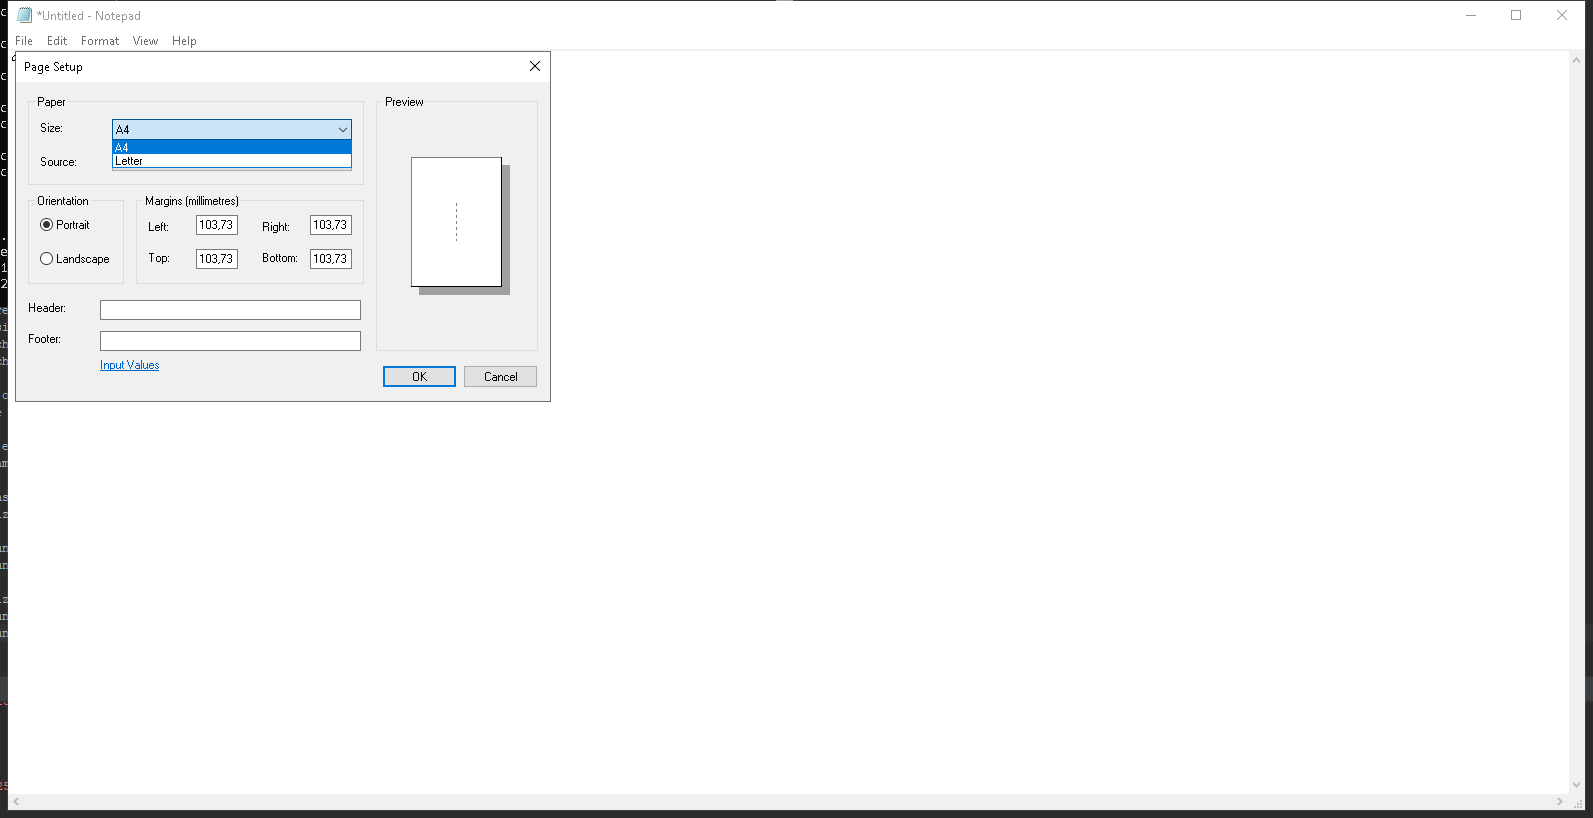 *Untitled - Notepad
File Edit Format View Help
Page Setup
Paper
Size: A4
A4
Letter
Source:
Orientation
Portrait
Landscape
Margins (millimetres)
Left: 103,73 Right: 103,73
Top: 103,73 Bottom: 103,73
Header:
Footer:
Input Values
Preview
OK Cancel